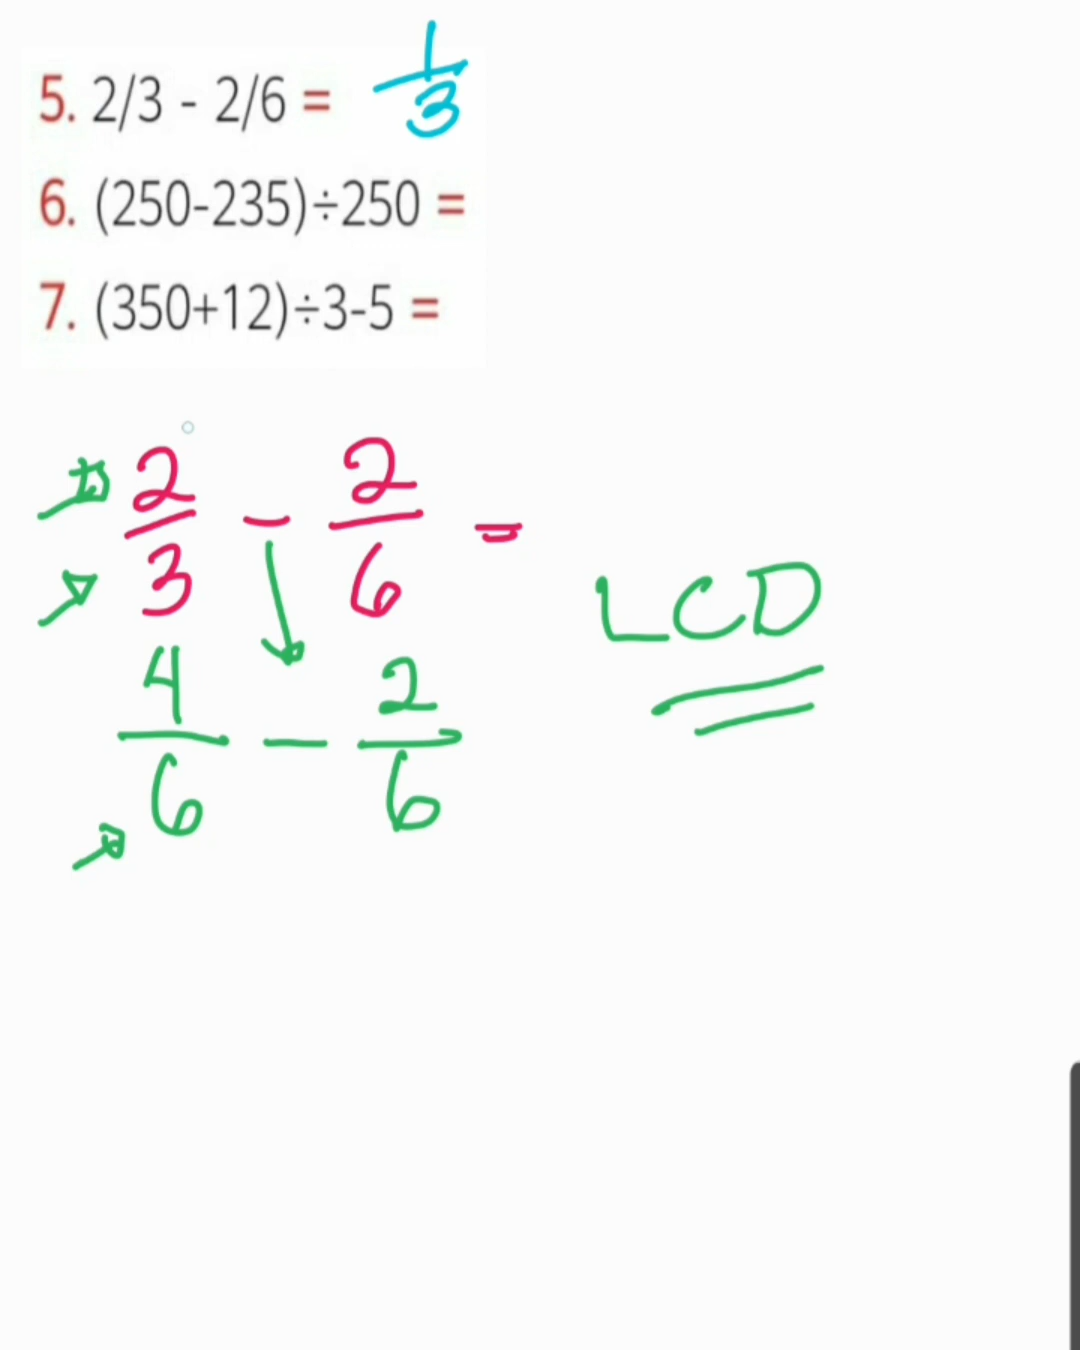 5. 2/3 - 2/6 = 1/3
6. (250-235)÷250 =
7. (350+12)÷3-5 =
2/3 - 2/6 =
LCD
4/6 - 2/6